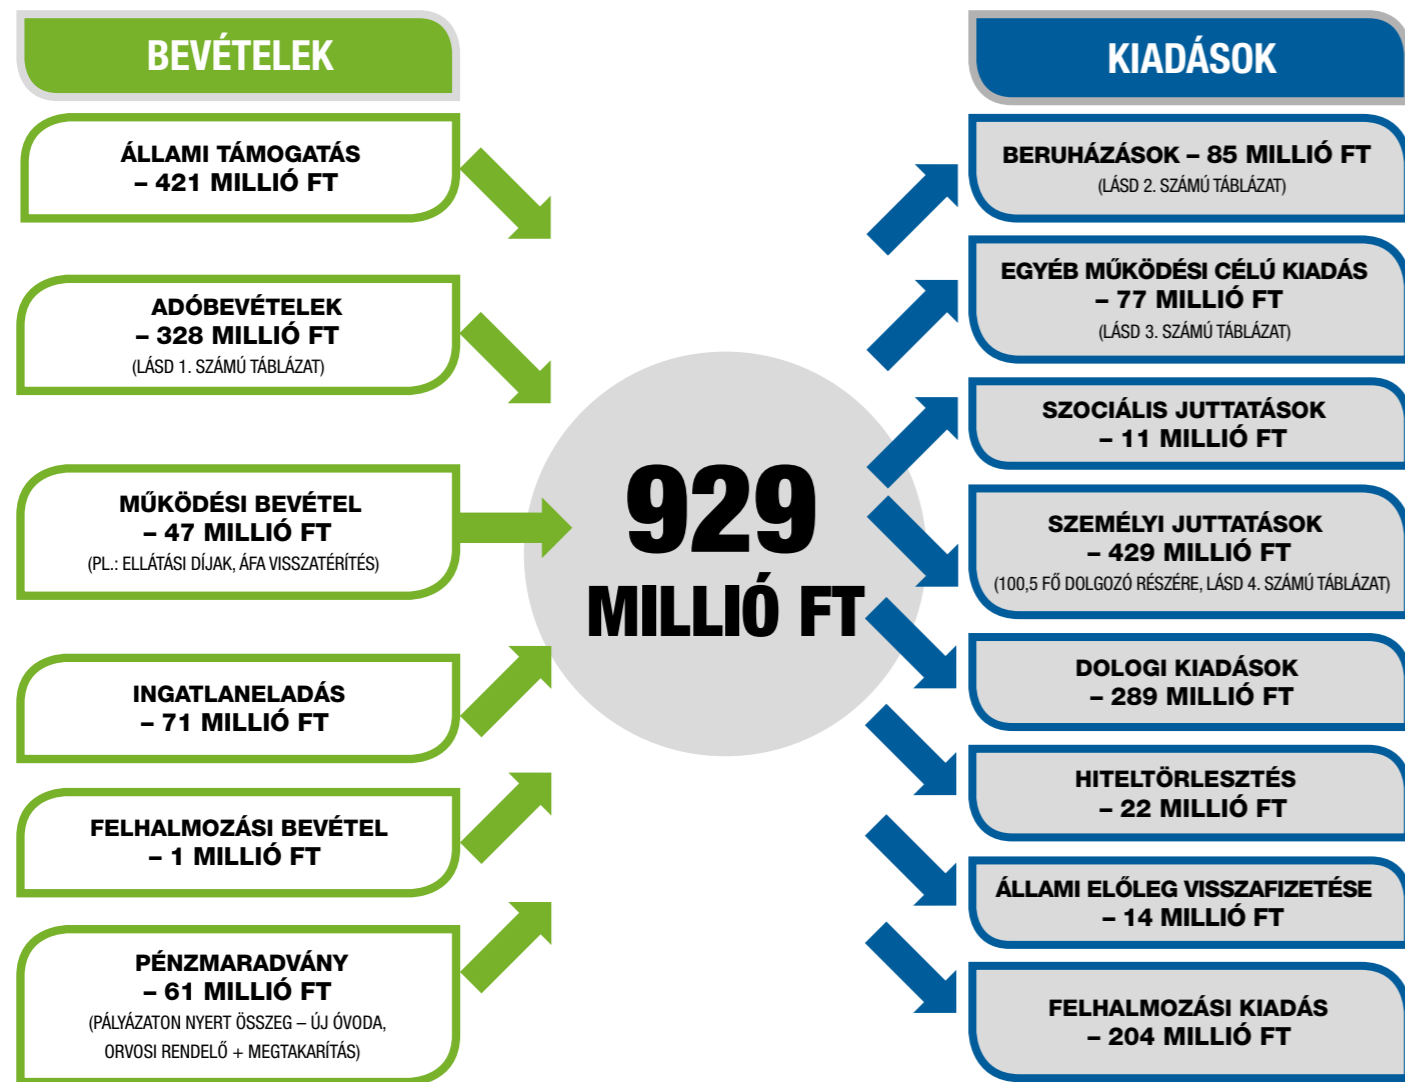 BEVÉTELEK
ÁLLAMI TÁMOGATÁS
– 421 MILLIÓ FT
ADÓBEVÉTELEK
– 328 MILLIÓ FT
(LÁSD 1. SZÁMÚ TÁBLÁZAT)
MŰKÖDÉSI BEVÉTEL
– 47 MILLIÓ FT
(PL.: ELLÁTÁSI DÍJAK, ÁFA VISSZATÉRÍTÉS)
INGATLANELADÁS
– 71 MILLIÓ FT
FELHALMOZÁSI BEVÉTEL
– 1 MILLIÓ FT
PÉNZMARADVÁNY
– 61 MILLIÓ FT
(PÁLYÁZATON NYERT ÖSSZEG – ÚJ ÓVODA,
ORVOSI RENDELŐ + MEGTAKARÍTÁS)
929
MILLIÓ FT
KIADÁSOK
BERUHÁZÁSOK – 85 MILLIÓ FT
(LÁSD 2. SZÁMÚ TÁBLÁZAT)
EGYÉB MŰKÖDÉSI CÉLÚ KIADÁS
– 77 MILLIÓ FT
(LÁSD 3. SZÁMÚ TÁBLÁZAT)
SZOCIÁLIS JUTTATÁSOK
– 11 MILLIÓ FT
SZEMÉLYI JUTTATÁSOK
– 429 MILLIÓ FT
(100,5 FŐ DOLGOZÓ RÉSZÉRE, LÁSD 4. SZÁMÚ TÁBLÁZAT)
DOLOGI KIADÁSOK
– 289 MILLIÓ FT
HITELTÖRLESZTÉS
– 22 MILLIÓ FT
ÁLLAMI ELŐLEG VISSZAFIZETÉSE
– 14 MILLIÓ FT
FELHALMOZÁSI KIADÁS
– 204 MILLIÓ FT